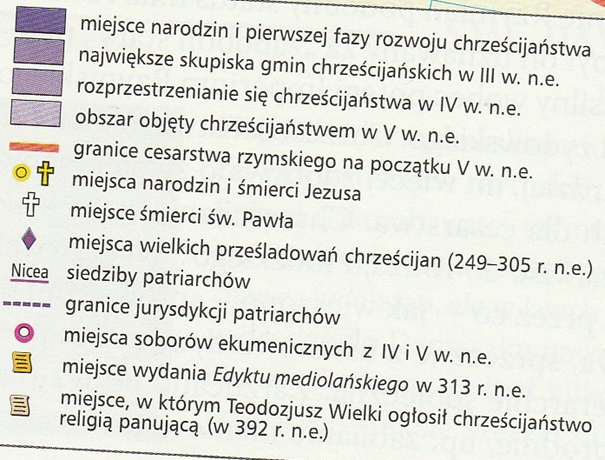 miejsce narodzin i pierwszej fazy rozwoju chrześcijaństwa
największe skupiska gmin chrześcijańskich w III w. n.e.
rozprzestrzenianie się chrześcijaństwa w IV w. n.e.
obszar objęty chrześcijaństwem w V w. n.e.
granice cesarstwa rzymskiego na początku V w. n.e.
miejsca narodzin i śmierci Jezusa
miejsce śmierci św. Pawła
miejsca wielkich prześladowań chrześcijan (249–305 r. n.e.)
Nicea siedziby patriarchów
granice jurysdykcji patriarchów
miejsca soborów ekumenicznych z IV i V w. n.e.
miejsce wydania Edyktu mediolańskiego w 313 r. n.e.
miejsce, w którym Teodozjusz Wielki ogłosił chrześcijaństwo
religią panującą (w 392 r. n.e.)